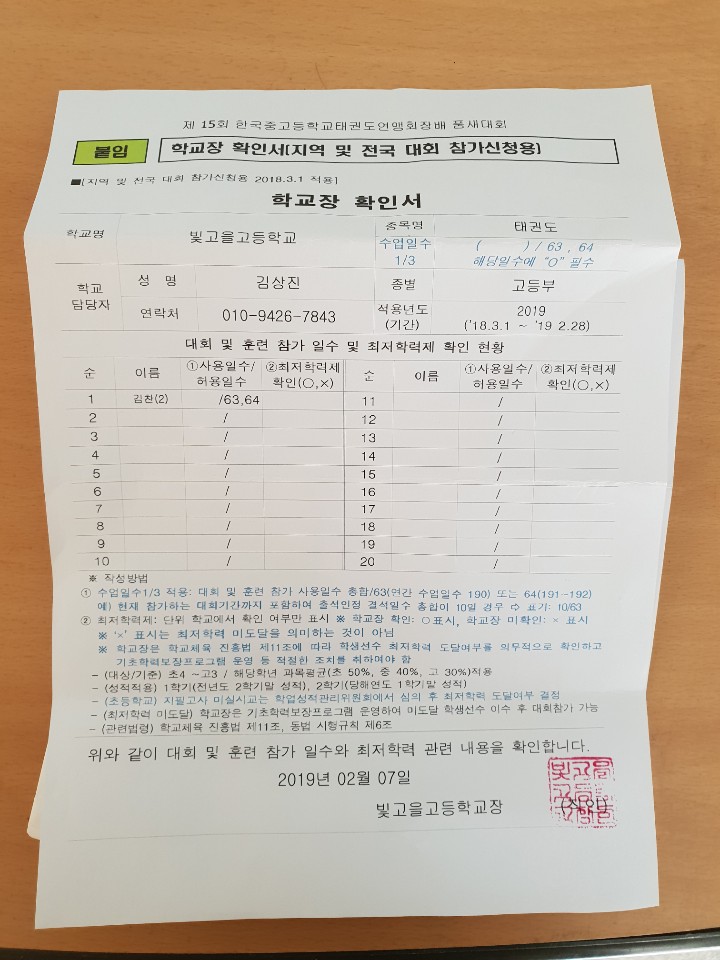 제 15회 한국중고등학교태권도연맹회장배 품새대회
붙임 학교장 확인서(지역 및 전국 대회 참가신청용)
■[지역 및 전국 대회 참가신청용 2018.3.1 적용]
학교장 확인서
학교명 빛고을고등학교 종목명 태권도
수업일수 1/3 ( ) / 63 , 64
해당일수에 "O" 필수
학교 담당자 성 명 김상진 종별 고등부
연락처 010-9426-7843 적용년도 (기간) 2019
('18.3.1 ~ '19 2.28)
대회 및 훈련 참가 일수 및 최저학력제 확인 현황
순 이름 ①사용일수/허용일수 ②최저학력제 확인(○,×) 순 이름 ①사용일수/허용일수 ②최저학력제 확인(○,×)
1 김찬(2) /63,64 11 /
2 / 12 /
3 / 13 /
4 / 14 /
5 / 15 /
6 / 16 /
7 / 17 /
8 / 18 /
9 / 19 /
10 / 20 /
※ 작성방법
① 수업일수1/3 적용: 대회 및 훈련 참가 사용일수 총합/63(연간 수업일수 190) 또는 64(191~192)
예) 현재 참가하는 대회기간까지 포함하여 출석인정 결석일수 총합이 10일 경우 ⇨ 표기: 10/63
② 최저학력제: 단위 학교에서 확인 여부만 표시 ※ 학교장 확인: ○표시, 학교장 미확인: × 표시
※ '×' 표시는 최저학력 미도달을 의미하는 것이 아님
※ 학교장은 학교체육 진흥법 제11조에 따라 학생선수 최저학력 도달여부를 의무적으로 확인하고
기초학력보장프로그램 운영 등 적절한 조치를 취하여야 함
- (대상/기준) 초4 ~고3 / 해당학년 과목평균(초 50%, 중 40%, 고 30%)적용
- (성적적용) 1학기(전년도 2학기말 성적), 2학기(당해연도 1학기말 성적)
- (초등학교) 지필고사 미실시교는 학업성적관리위원회에서 심의 후 최저학력 도달여부 결정
- (최저학력 미도달) 학교장은 기초학력보장프로그램 운영하여 미도달 학생선수 이수 후 대회참가 가능
- (관련법령) 학교체육 진흥법 제11조, 동법 시행규칙 제6조
위와 같이 대회 및 훈련 참가 일수와 최저학력 관련 내용을 확인합니다.
2019년 02월 07일
빛고을고등학교장 (직인)